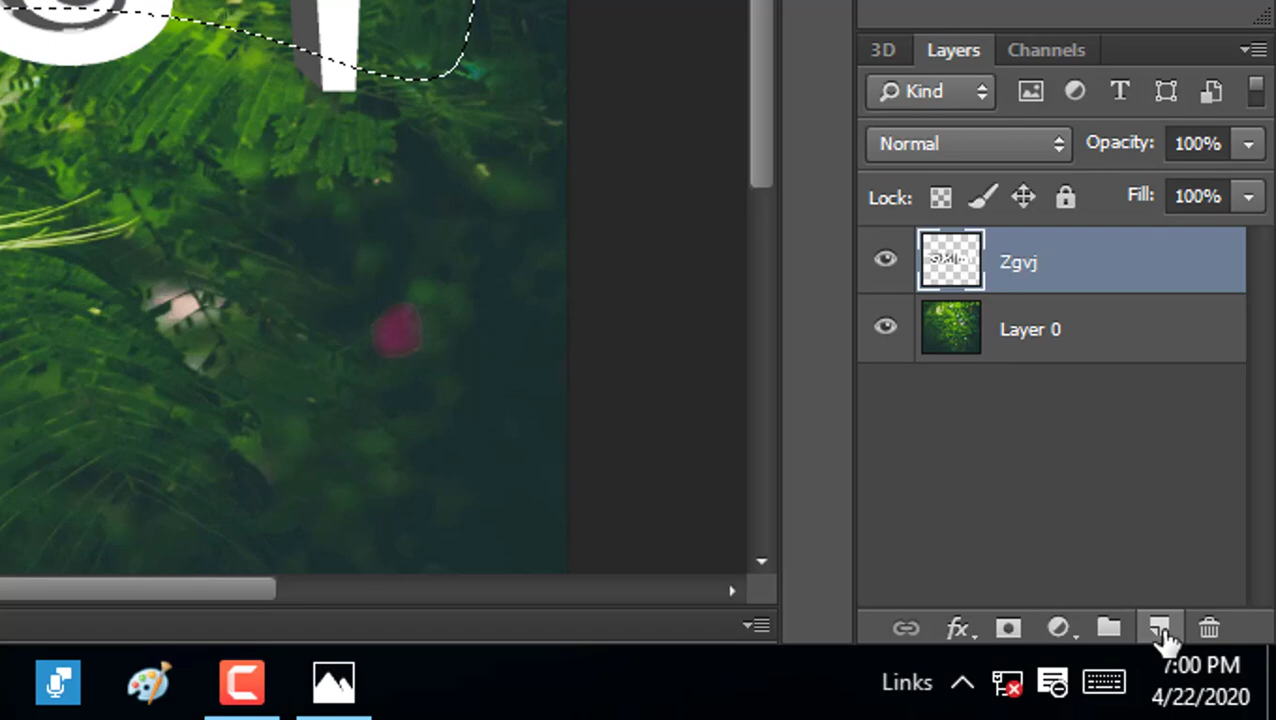 3D Layers Channels
Kind
Normal Opacity: 100%
Lock: Fill: 100%
Zgvj
Layer 0
fx
Links
7:00 PM
4/22/2020